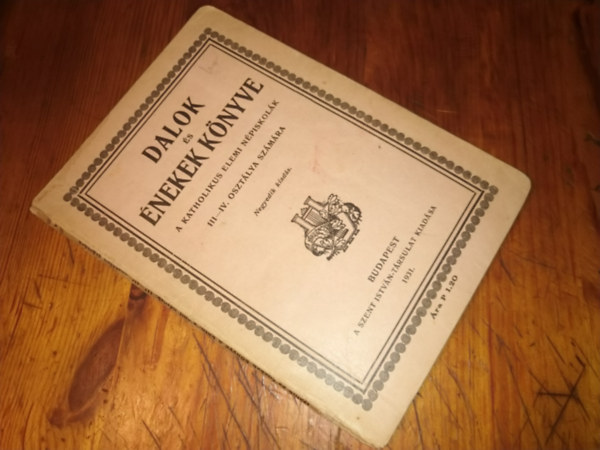 DALOK
ÉS
ÉNEKEK KÖNYVE
A KATHOLIKUS ELEMI NÉPISKOLÁK
III—IV. OSZTÁLYA SZÁMÁRA
Negyedik kiadás.
BUDAPEST
A SZENT ISTVÁN-TÁRSULAT KIADÁSA
1931.
Ára P 1.20